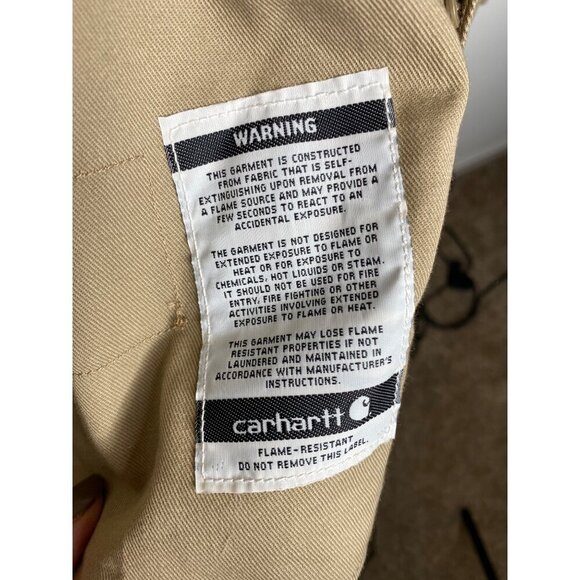 WARNING
THIS GARMENT IS CONSTRUCTED
FROM FABRIC THAT IS SELF-
EXTINGUISHING UPON REMOVAL FROM
A FLAME SOURCE AND MAY PROVIDE A
FEW SECONDS TO REACT TO AN
ACCIDENTAL EXPOSURE.
THE GARMENT IS NOT DESIGNED FOR
EXTENDED EXPOSURE TO FLAME OR
HEAT OR FOR EXPOSURE TO
CHEMICALS, HOT LIQUIDS OR STEAM.
IT SHOULD NOT BE USED FOR FIRE
ENTRY, FIRE FIGHTING OR OTHER
ACTIVITIES INVOLVING EXTENDED
EXPOSURE TO FLAME OR HEAT.
THIS GARMENT MAY LOSE FLAME
RESISTANT PROPERTIES IF NOT
LAUNDERED AND MAINTAINED IN
ACCORDANCE WITH MANUFACTURER'S
INSTRUCTIONS.
carhartt
FLAME-RESISTANT
DO NOT REMOVE THIS LABEL.